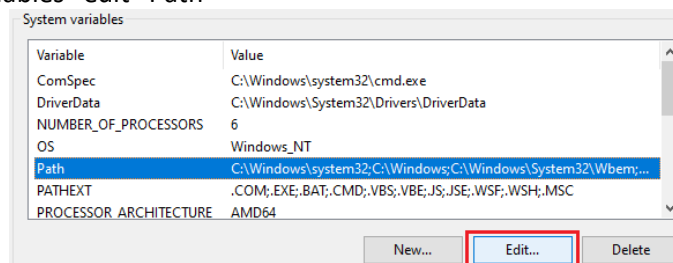 System variables
Variable Value
ComSpec C:\Windows\system32\cmd.exe
DriverData C:\Windows\System32\Drivers\DriverData
NUMBER_OF_PROCESSORS 6
OS Windows_NT
Path C:\Windows\system32;C:\Windows;C:\Windows\System32\Wbem;...
PATHEXT .COM;.EXE;.BAT;.CMD;.VBS;.VBE;.JS;.JSE;.WSF;.WSH;.MSC
PROCESSOR_ARCHITECTURE AMD64
New... Edit... Delete